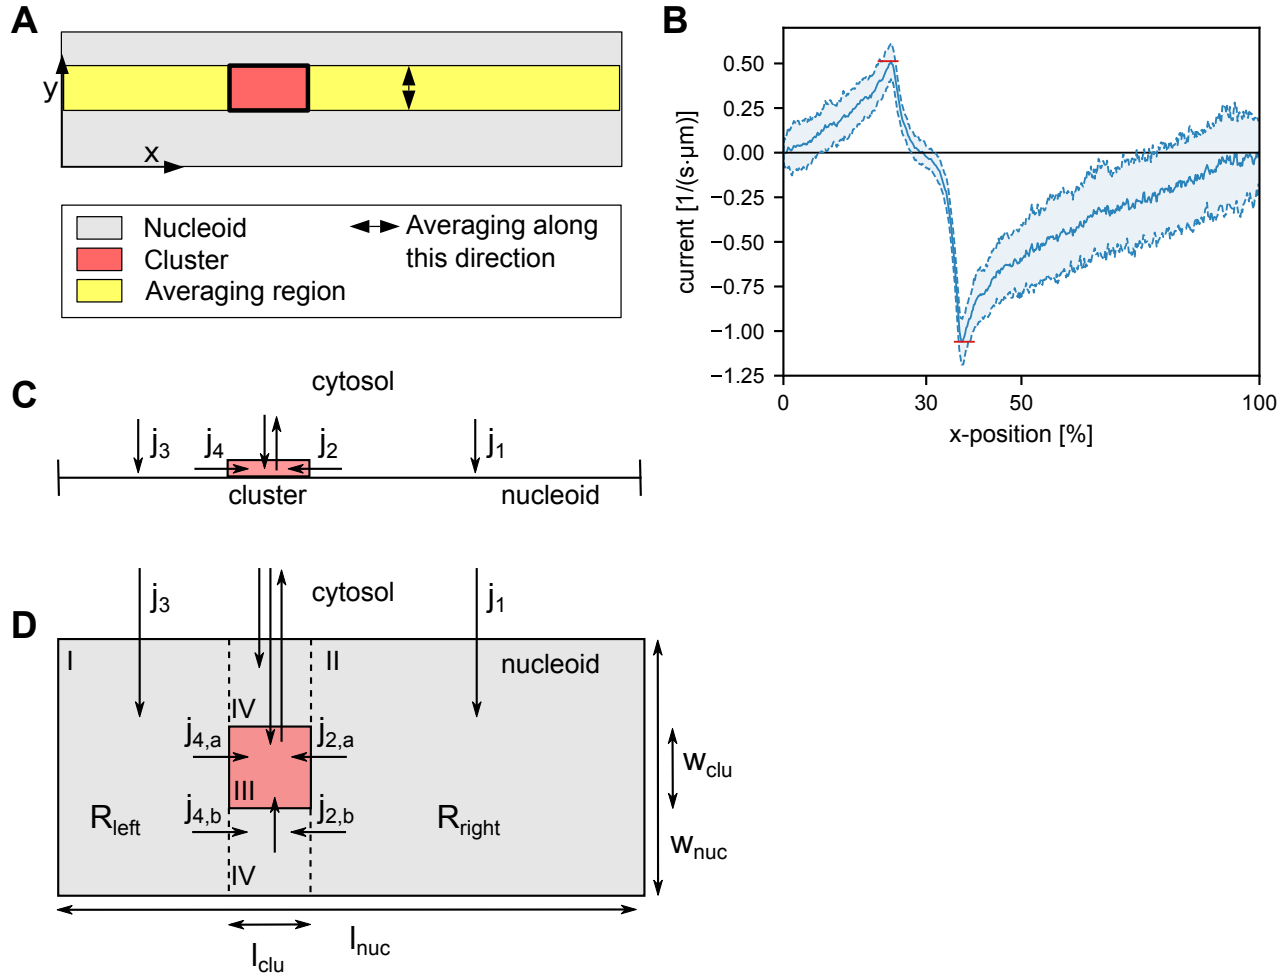 A
y
x
Nucleoid
Cluster
Averaging region
Averaging along
this direction
B
current [1/(s·μm)]
0.50
0.25
0.00
−0.25
−0.50
−0.75
−1.00
−1.25
0
30
50
100
x-position [%]
C
cytosol
j3
j4
j2
j1
cluster
nucleoid
D
cytosol
j3
j1
I
II
nucleoid
IV
j4,a
j2,a
III
wclu
Rleft
j4,b
j2,b
Rright
wnuc
IV
lclu
lnuc